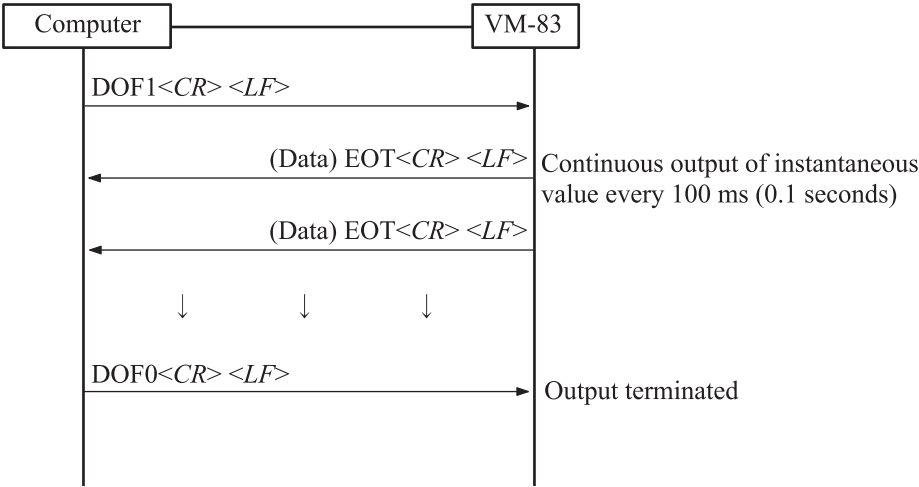 Computer
VM-83
DOF1<CR> <LF>
(Data) EOT<CR> <LF>
Continuous output of instantaneous
value every 100 ms (0.1 seconds)
(Data) EOT<CR> <LF>
↓ ↓ ↓
DOF0<CR> <LF>
Output terminated